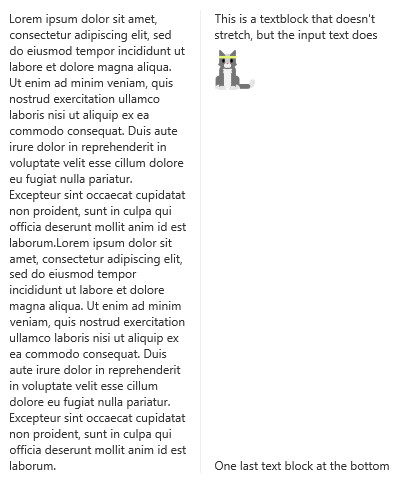 Lorem ipsum dolor sit amet,
consectetur adipiscing elit, sed
do eiusmod tempor incididunt ut
labore et dolore magna aliqua.
Ut enim ad minim veniam, quis
nostrud exercitation ullamco
laboris nisi ut aliquip ex ea
commodo consequat. Duis aute
irure dolor in reprehenderit in
voluptate velit esse cillum dolore
eu fugiat nulla pariatur.
Excepteur sint occaecat cupidatat
non proident, sunt in culpa qui
officia deserunt mollit anim id est
laborum.Lorem ipsum dolor sit
amet, consectetur adipiscing elit,
sed do eiusmod tempor
incididunt ut labore et dolore
magna aliqua. Ut enim ad minim
veniam, quis nostrud exercitation
ullamco laboris nisi ut aliquip ex
ea commodo consequat. Duis
aute irure dolor in reprehenderit
in voluptate velit esse cillum
dolore eu fugiat nulla pariatur.
Excepteur sint occaecat cupidatat
non proident, sunt in culpa qui
officia deserunt mollit anim id est
laborum.
This is a textblock that doesn't
stretch, but the input text does
One last text block at the bottom